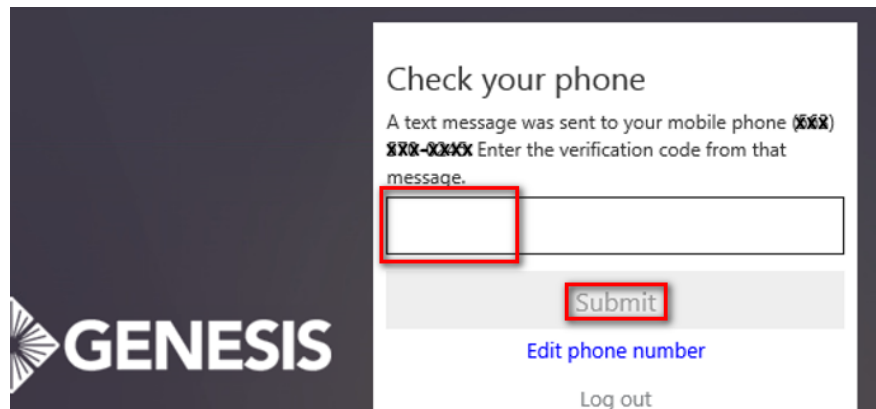 Check your phone
A text message was sent to your mobile phone (xxx)
xxx-xxxx Enter the verification code from that
message.
Submit
GENESIS
Edit phone number
Log out